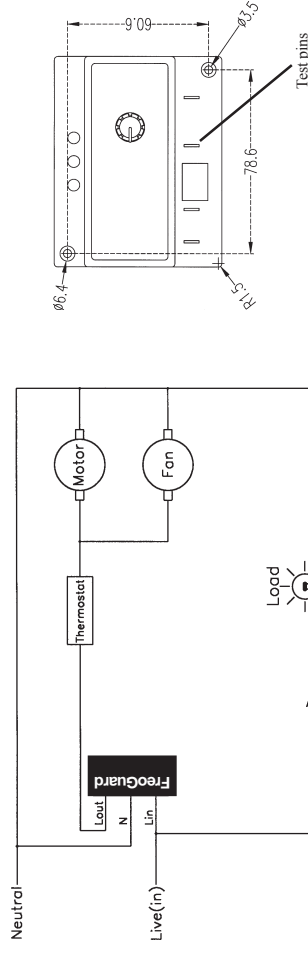 Neutral
Live(in)
Lout
N
Lin
FreoGuard
Thermostat
Motor
Fan
Load
60.6
ø3.5
ø6.4
78.6
R1.5
Test pins